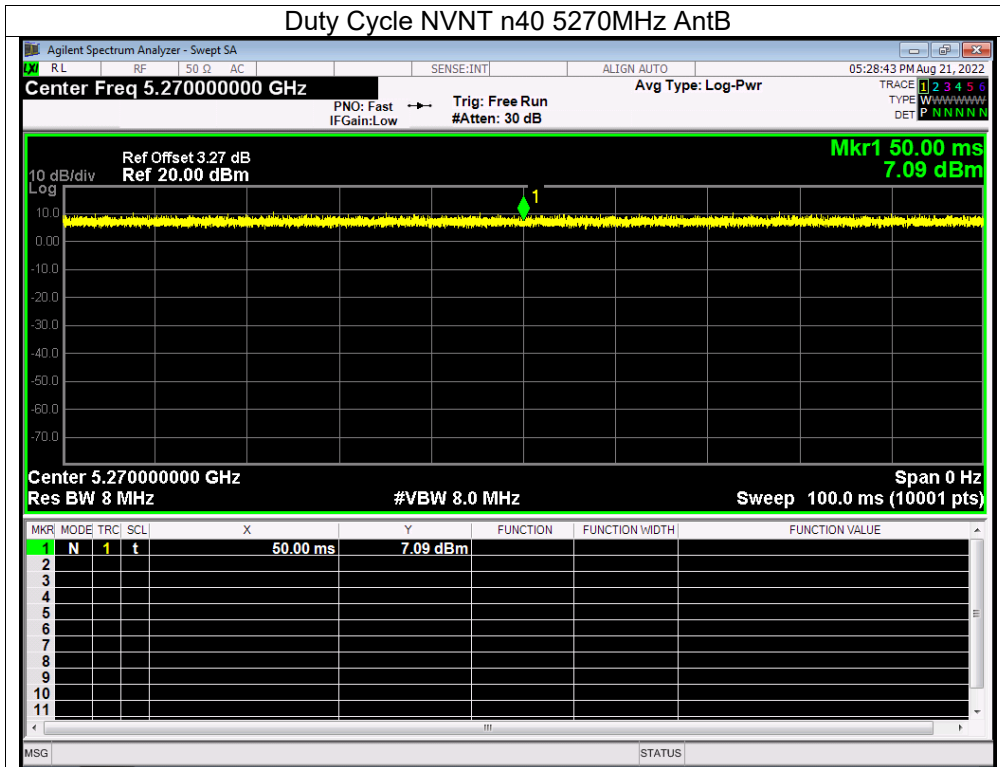 Duty Cycle NVNT n40 5270MHz AntB
Agilent Spectrum Analyzer - Swept SA
LXI RL RF 50 Ω AC SENSE:INT ALIGN AUTO 05:28:43 PM Aug 21, 2022
Center Freq 5.270000000 GHz Avg Type: Log-Pwr TRACE 1 2 3 4 5 6
PNO: Fast Trig: Free Run TYPE WWWWWW
IFGain:Low #Atten: 30 dB DET P N N N N N
Mkr1 50.00 ms
Ref Offset 3.27 dB
10 dB/div Ref 20.00 dBm 7.09 dBm
Log
1
10.0
0.00
-10.0
-20.0
-30.0
-40.0
-50.0
-60.0
-70.0
Center 5.270000000 GHz Span 0 Hz
Res BW 8 MHz #VBW 8.0 MHz Sweep 100.0 ms (10001 pts)
MKR MODE TRC SCL X Y FUNCTION FUNCTION WIDTH FUNCTION VALUE
1 N 1 t 50.00 ms 7.09 dBm
2
3
4
5
6
7
8
9
10
11
MSG STATUS